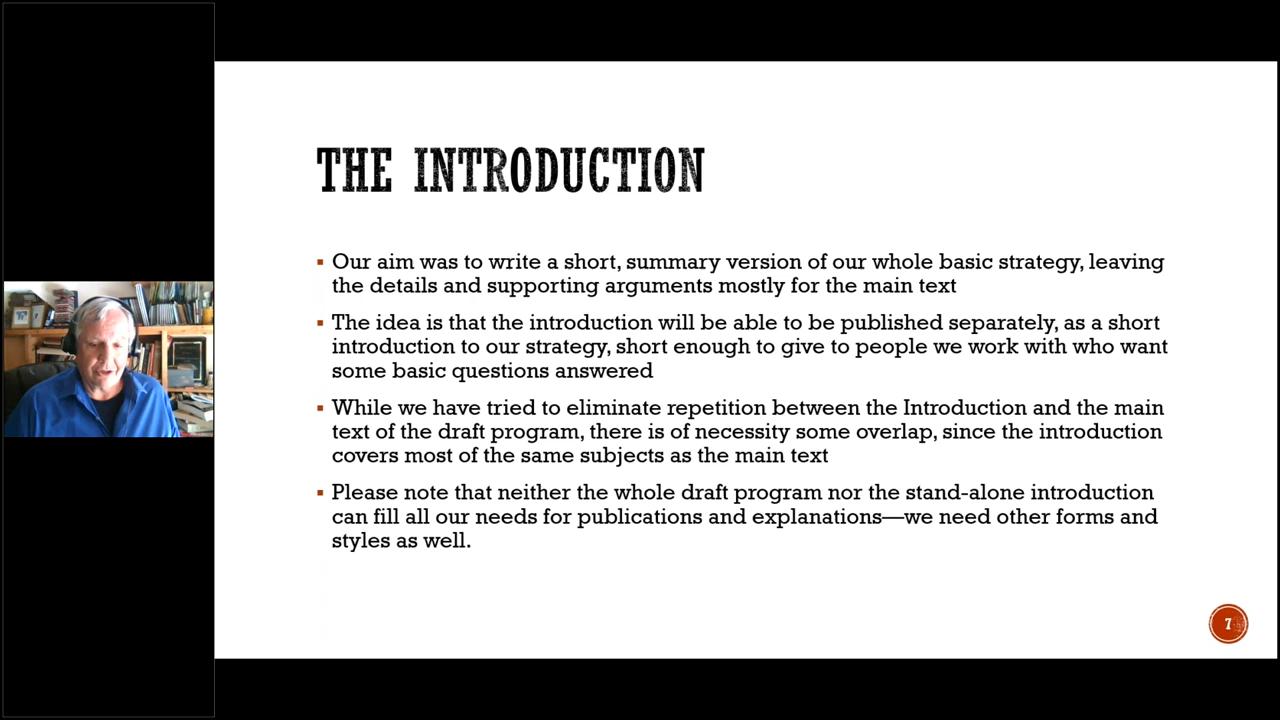 THE INTRODUCTION
▪ Our aim was to write a short, summary version of our whole basic strategy, leaving
the details and supporting arguments mostly for the main text
▪ The idea is that the introduction will be able to be published separately, as a short
introduction to our strategy, short enough to give to people we work with who want
some basic questions answered
▪ While we have tried to eliminate repetition between the Introduction and the main
text of the draft program, there is of necessity some overlap, since the introduction
covers most of the same subjects as the main text
▪ Please note that neither the whole draft program nor the stand-alone introduction
can fill all our needs for publications and explanations—we need other forms and
styles as well.
7